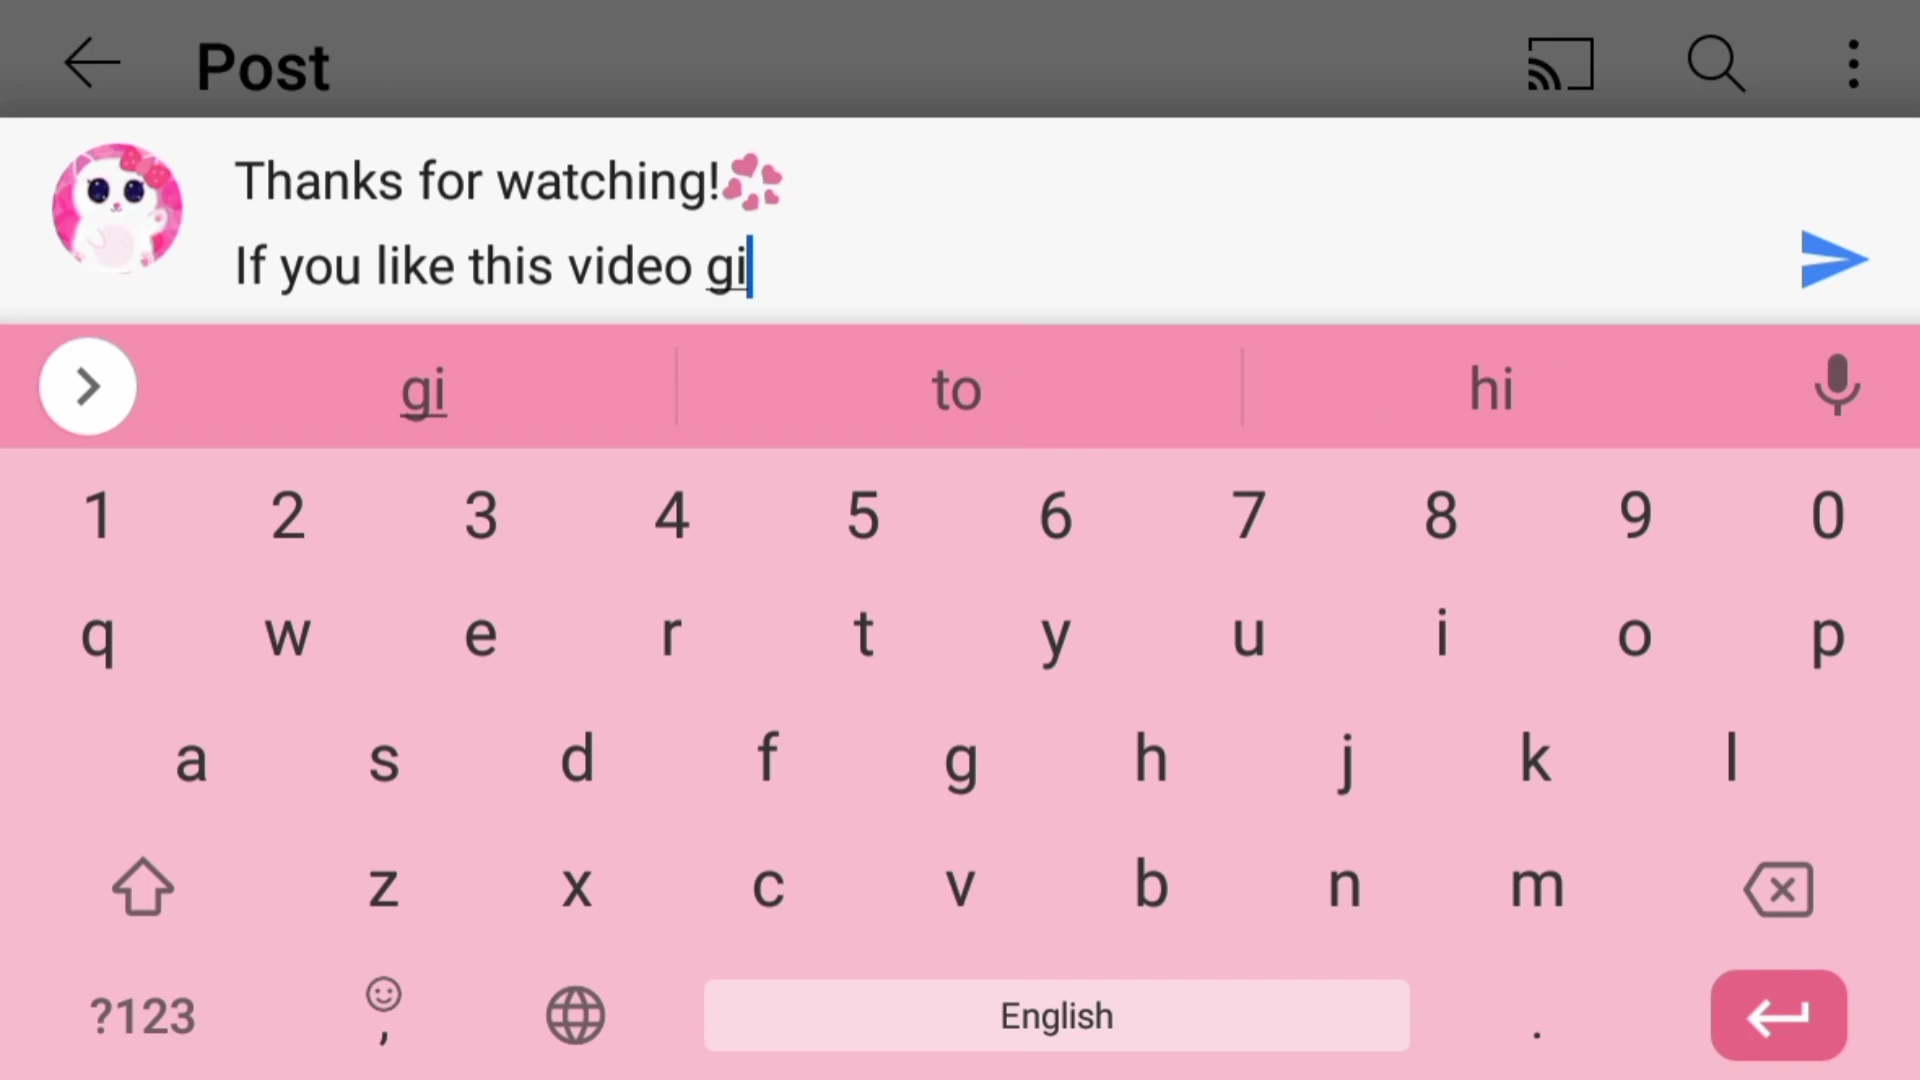 Post
Thanks for watching!💞
If you like this video gi
gi to hi
1 2 3 4 5 6 7 8 9 0
q w e r t y u i o p
a s d f g h j k l
z x c v b n m
?123 , English .